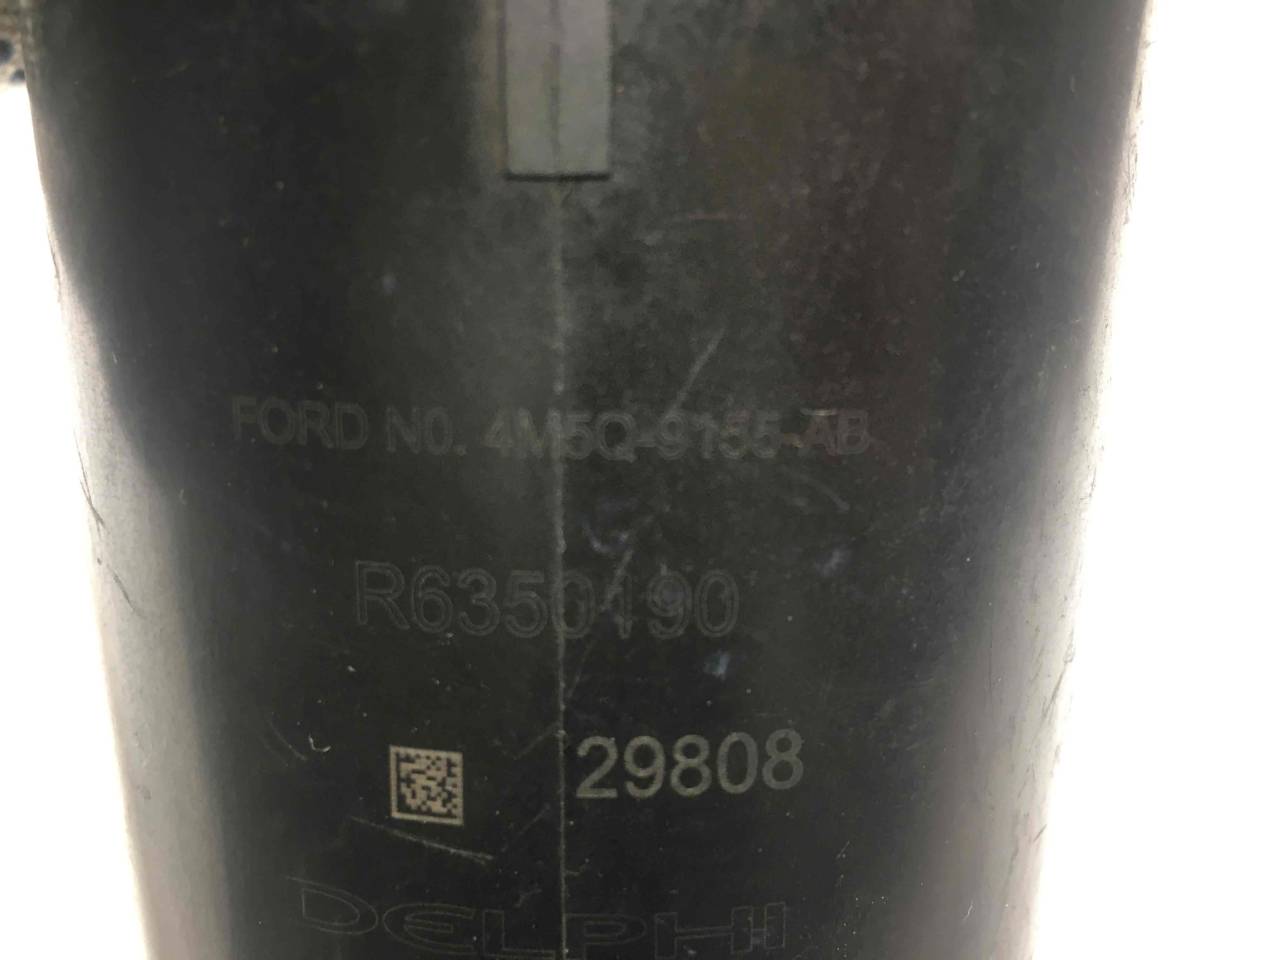 FORD NO. 4M5Q-9155-AB
R6350190
29808
DELPHI